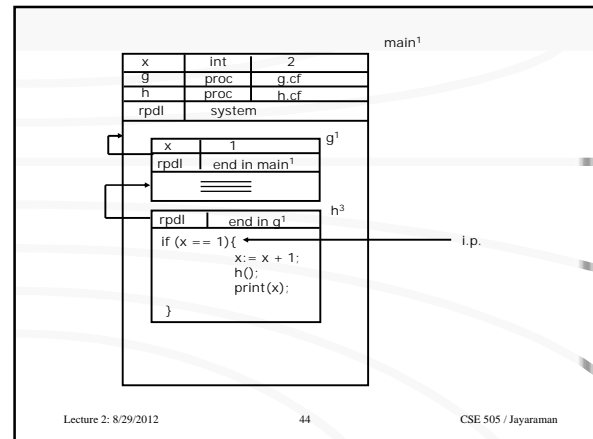 main¹
x int 2
g proc g.cf
h proc h.cf
rpdl system
g¹
x 1
rpdl end in main¹
h³
rpdl end in g¹
if (x == 1){ i.p.
x:= x + 1;
h();
print(x);
}
Lecture 2: 8/29/2012 44 CSE 505 / Jayaraman